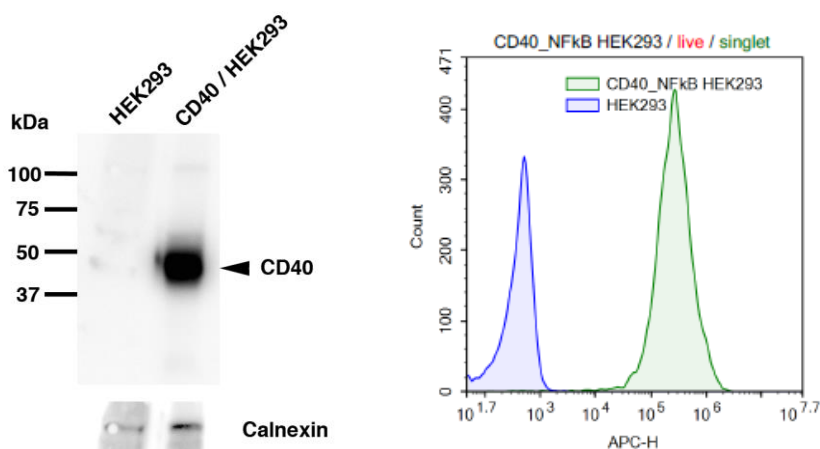 HEK293
CD40 / HEK293
kDa
100
75
50
37
CD40
Calnexin
CD40_NFkB HEK293 / live / singlet
CD40_NFkB HEK293
HEK293
Count
471
400
300
200
100
0
10^1.7 10^3 10^4 10^5 10^6 10^7.7
APC-H